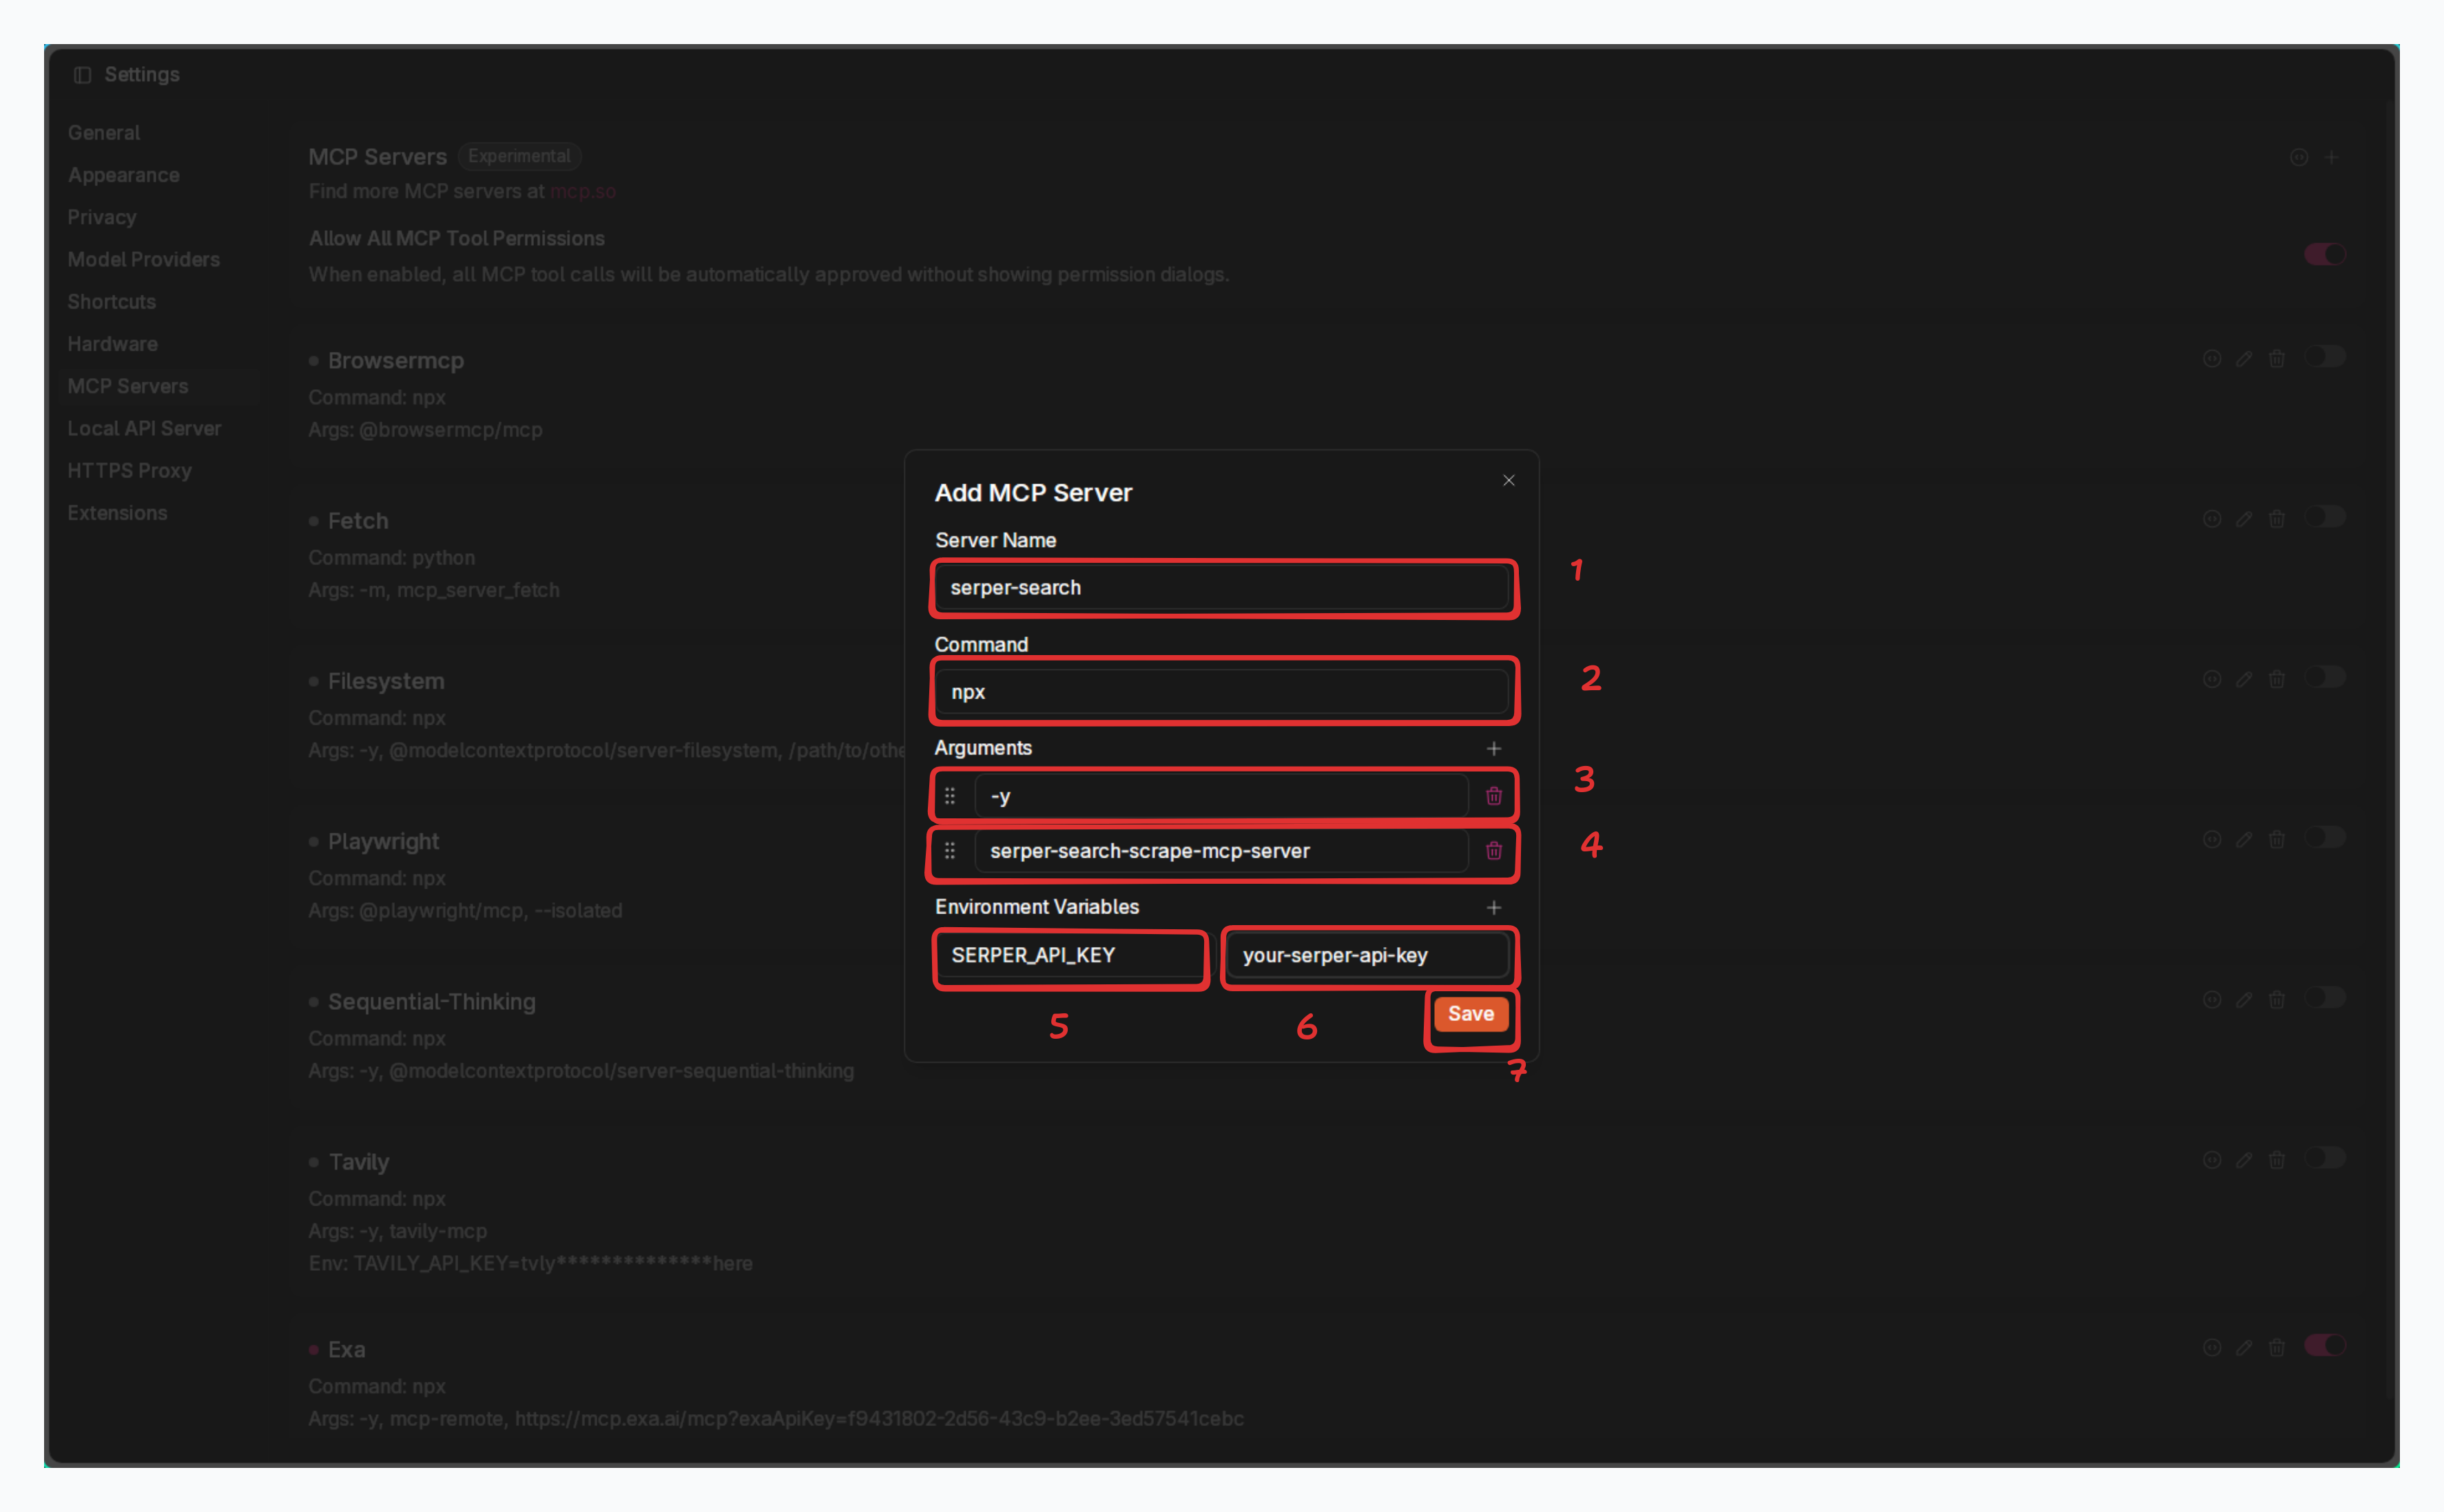 Settings
General
Appearance
Privacy
Model Providers
Shortcuts
Hardware
MCP Servers
Local API Server
HTTPS Proxy
Extensions
MCP Servers Experimental
Find more MCP servers at mcp.so
Allow All MCP Tool Permissions
When enabled, all MCP tool calls will be automatically approved without showing permission dialogs.
Browsermcp
Command: npx
Args: @browsermcp/mcp
Fetch
Command: python
Args: -m, mcp_server_fetch
Filesystem
Command: npx
Args: -y, @modelcontextprotocol/server-filesystem, /path/to/othe
Playwright
Command: npx
Args: @playwright/mcp, --isolated
Sequential-Thinking
Command: npx
Args: -y, @modelcontextprotocol/server-sequential-thinking
Tavily
Command: npx
Args: -y, tavily-mcp
Env: TAVILY_API_KEY=tvly**************here
Exa
Command: npx
Args: -y, mcp-remote, https://mcp.exa.ai/mcp?exaApiKey=f9431802-2d56-43c9-b2ee-3ed57541cebc
Add MCP Server
Server Name
serper-search 1
Command
npx 2
Arguments
-y 3
serper-search-scrape-mcp-server 4
Environment Variables
SERPER_API_KEY your-serper-api-key
5 6 Save
7